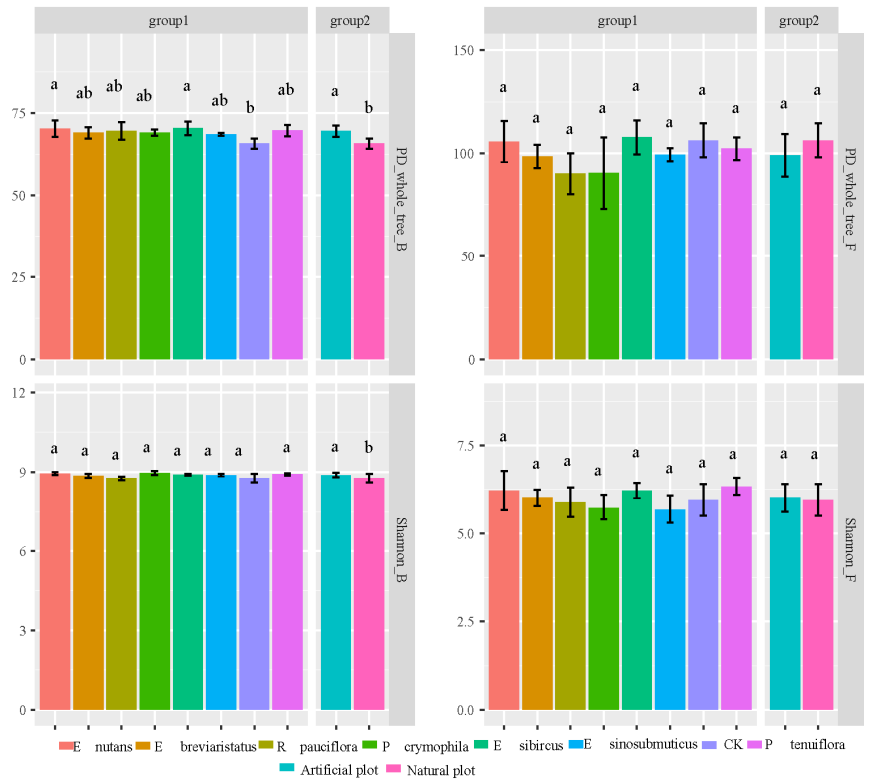 group1 group2 group1 group2
150
a ab ab ab a ab b ab a b
a a a a a a a a a a
75
100
50
50
25
0
0
PD_whole_tree_B
PD_whole_tree_F
12
a a a a a a a a a b
a a a a a a a a a a
9
7.5
6
5.0
3
2.5
0
0.0
Shannon_B
Shannon_F
E nutans E breviaristatus R pauciflora P crymophila E sibircus E sinosubmuticus CK P tenuiflora
Artificial plot Natural plot